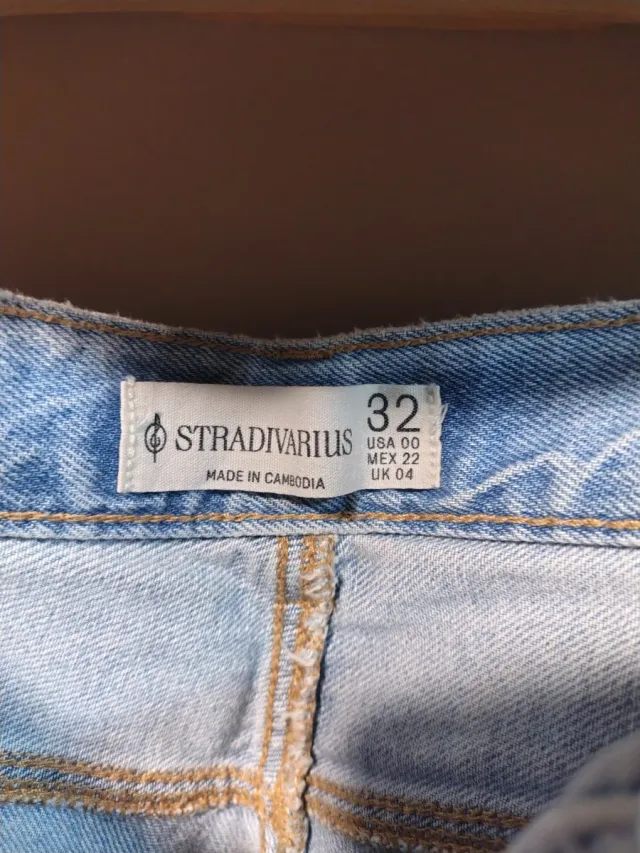 STRADIVARIUS
MADE IN CAMBODIA
32
USA 00
MEX 22
UK 04